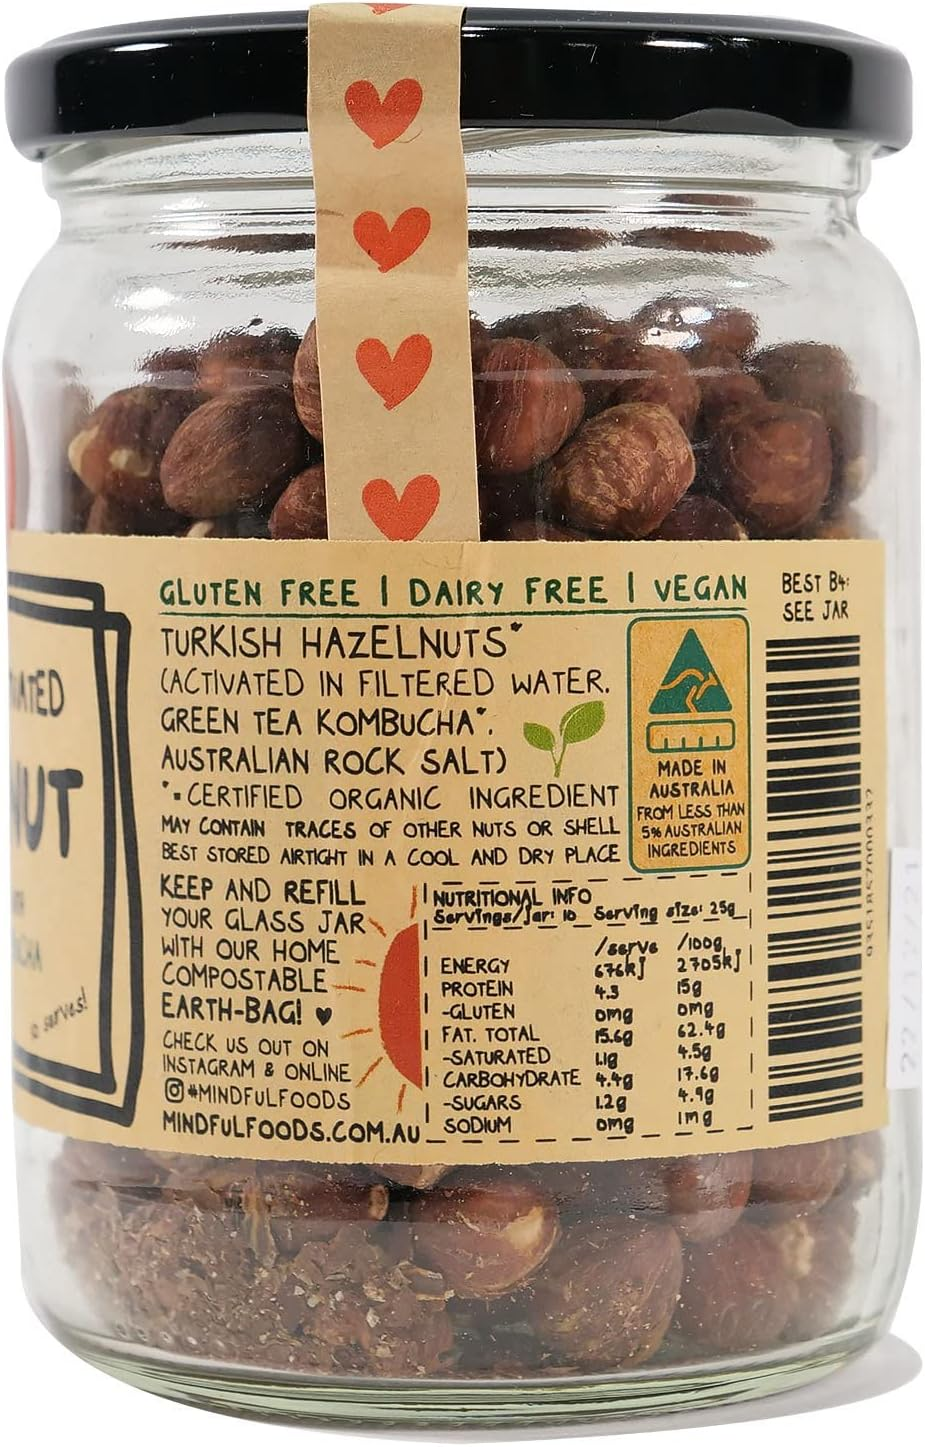 TIATED
NUT
serves!
GLUTEN FREE | DAIRY FREE | VEGAN
TURKISH HAZELNUTS*
(ACTIVATED IN FILTERED WATER.
GREEN TEA KOMBUCHA*.
AUSTRALIAN ROCK SALT)
*=CERTIFIED ORGANIC INGREDIENT
MAY CONTAIN TRACES OF OTHER NUTS OR SHELL
BEST STORED AIRTIGHT IN A COOL AND DRY PLACE
KEEP AND REFILL
YOUR GLASS JAR
WITH OUR HOME
COMPOSTABLE
EARTH-BAG! ♥
CHECK US OUT ON
INSTAGRAM & ONLINE
#MINDFULFOODS
MINDFULFOODS.COM.AU
MADE IN
AUSTRALIA
FROM LESS THAN
5% AUSTRALIAN
INGREDIENTS
NUTRITIONAL INFO
Servings/Jar: 10 Serving size: 25g
/serve /100g
ENERGY 676kJ 2705kJ
PROTEIN 4.3 15g
-GLUTEN 0mg 0mg
FAT. TOTAL 15.6g 62.4g
-SATURATED 1.1g 4.5g
CARBOHYDRATE 4.4g 17.6g
-SUGARS 1.2g 4.9g
SODIUM 0mg 1mg
BEST B4:
SEE JAR